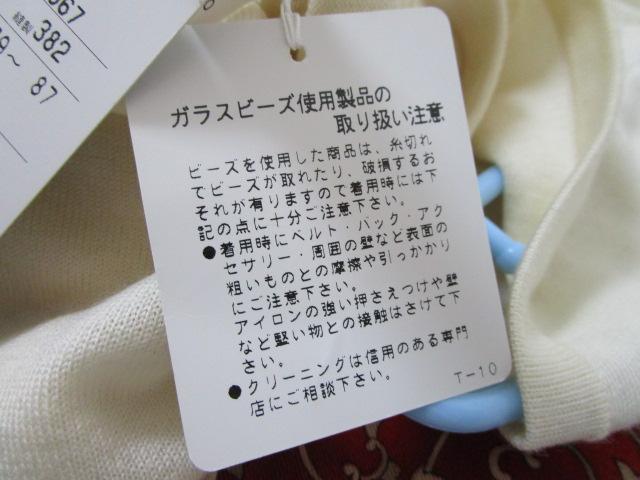 067
縫製 382
9～ 87
ガラスビーズ使用製品の
取り扱い注意
ビーズを使用した商品は、糸切れ
でビーズが取れたり、破損するお
それが有りますので着用時には下
記の点に十分ご注意下さい。
●着用時にベルト・バック・アク
セサリー・周囲の壁など表面の
粗いものとの摩擦や引っかかり
にご注意下さい。
アイロンの強い押さえつけや壁
など堅い物との接触はさけて下
さい。
●クリーニングは信用のある専門
店にご相談下さい。
T-10